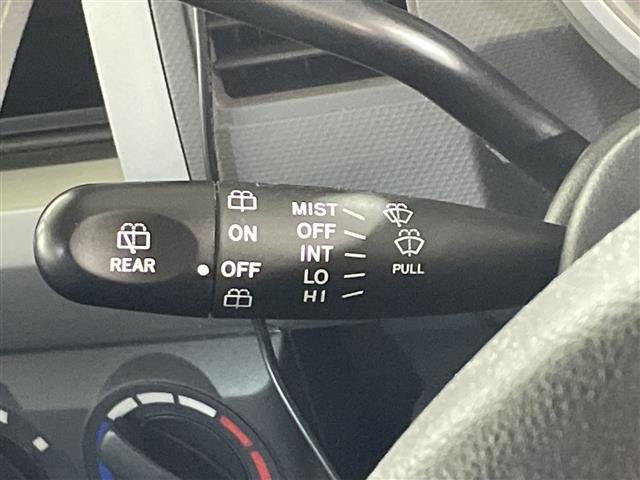 REAR
ON
OFF
MIST
OFF
INT
LO
HI
PULL